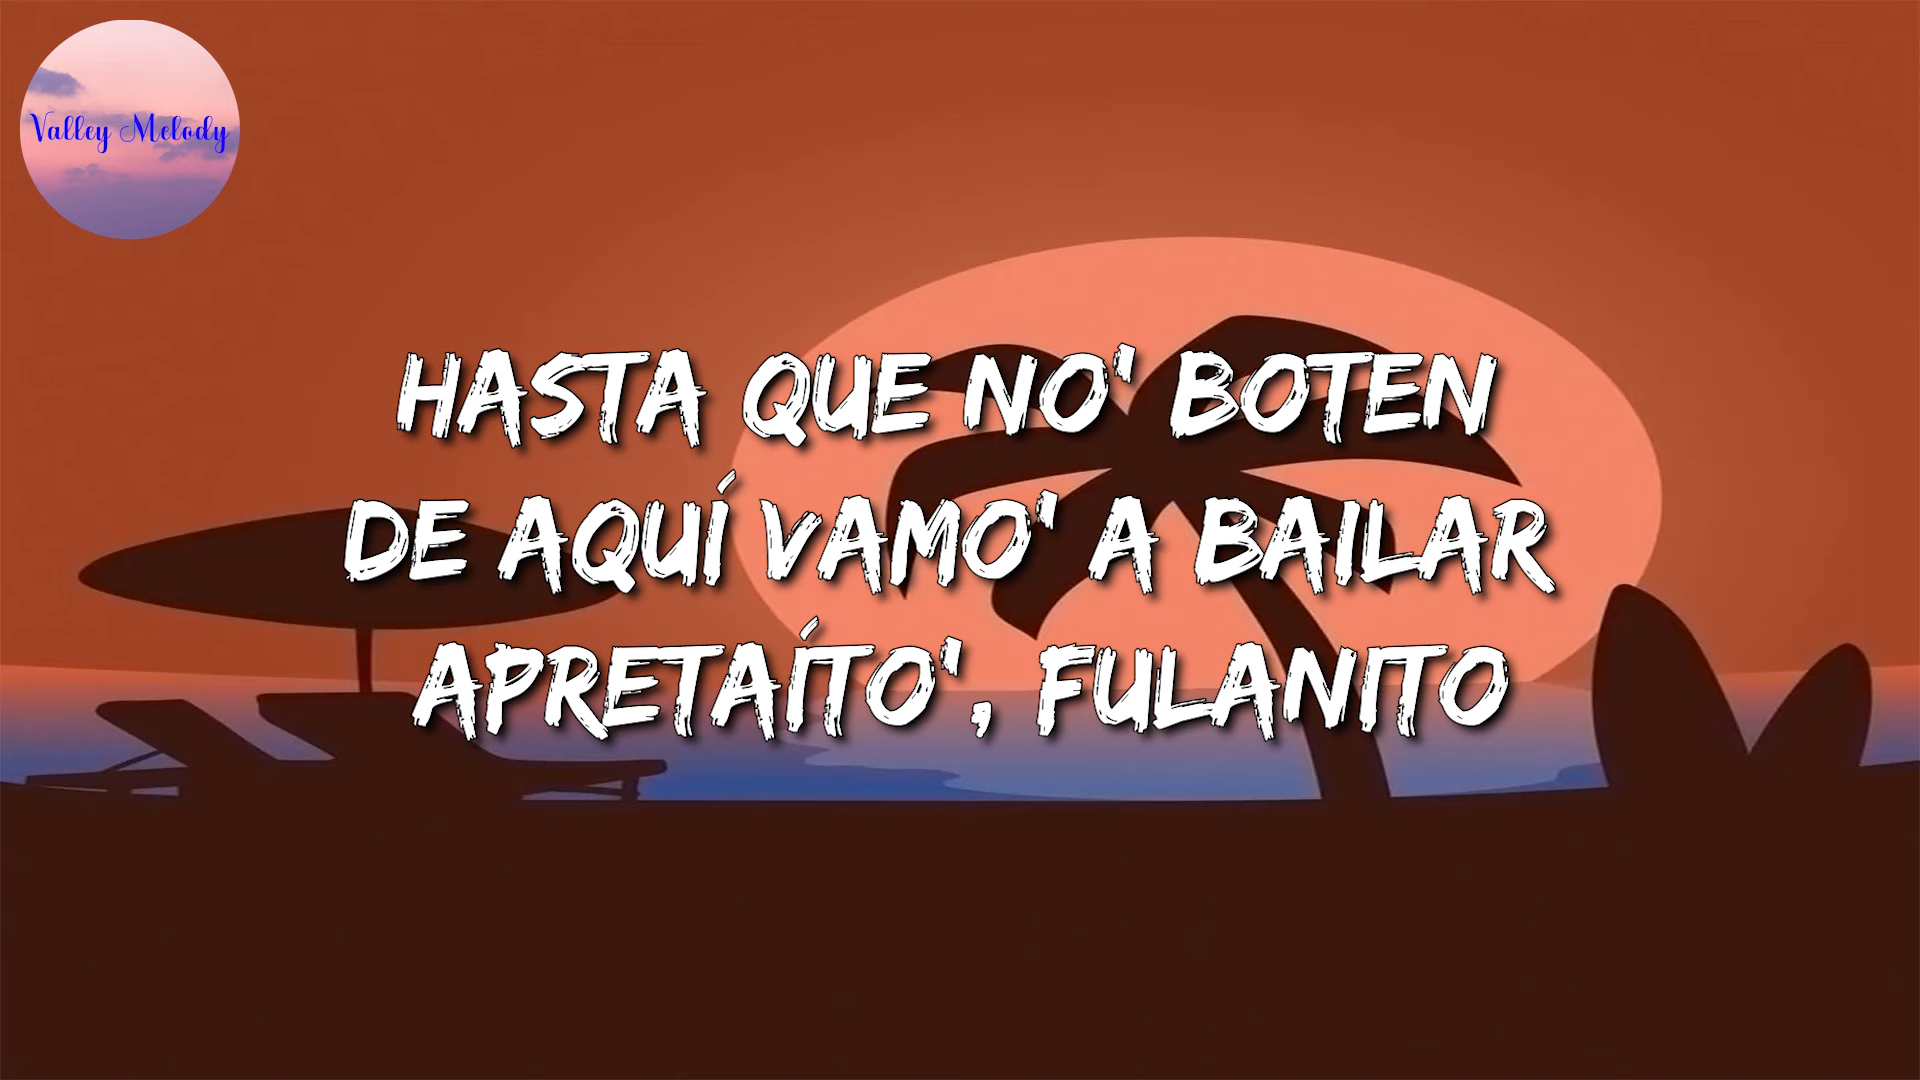 Valley Melody
HASTA QUE NO' BOTEN
DE AQUÍ VAMO' A BAILAR
APRETAÍTO', FULANITO